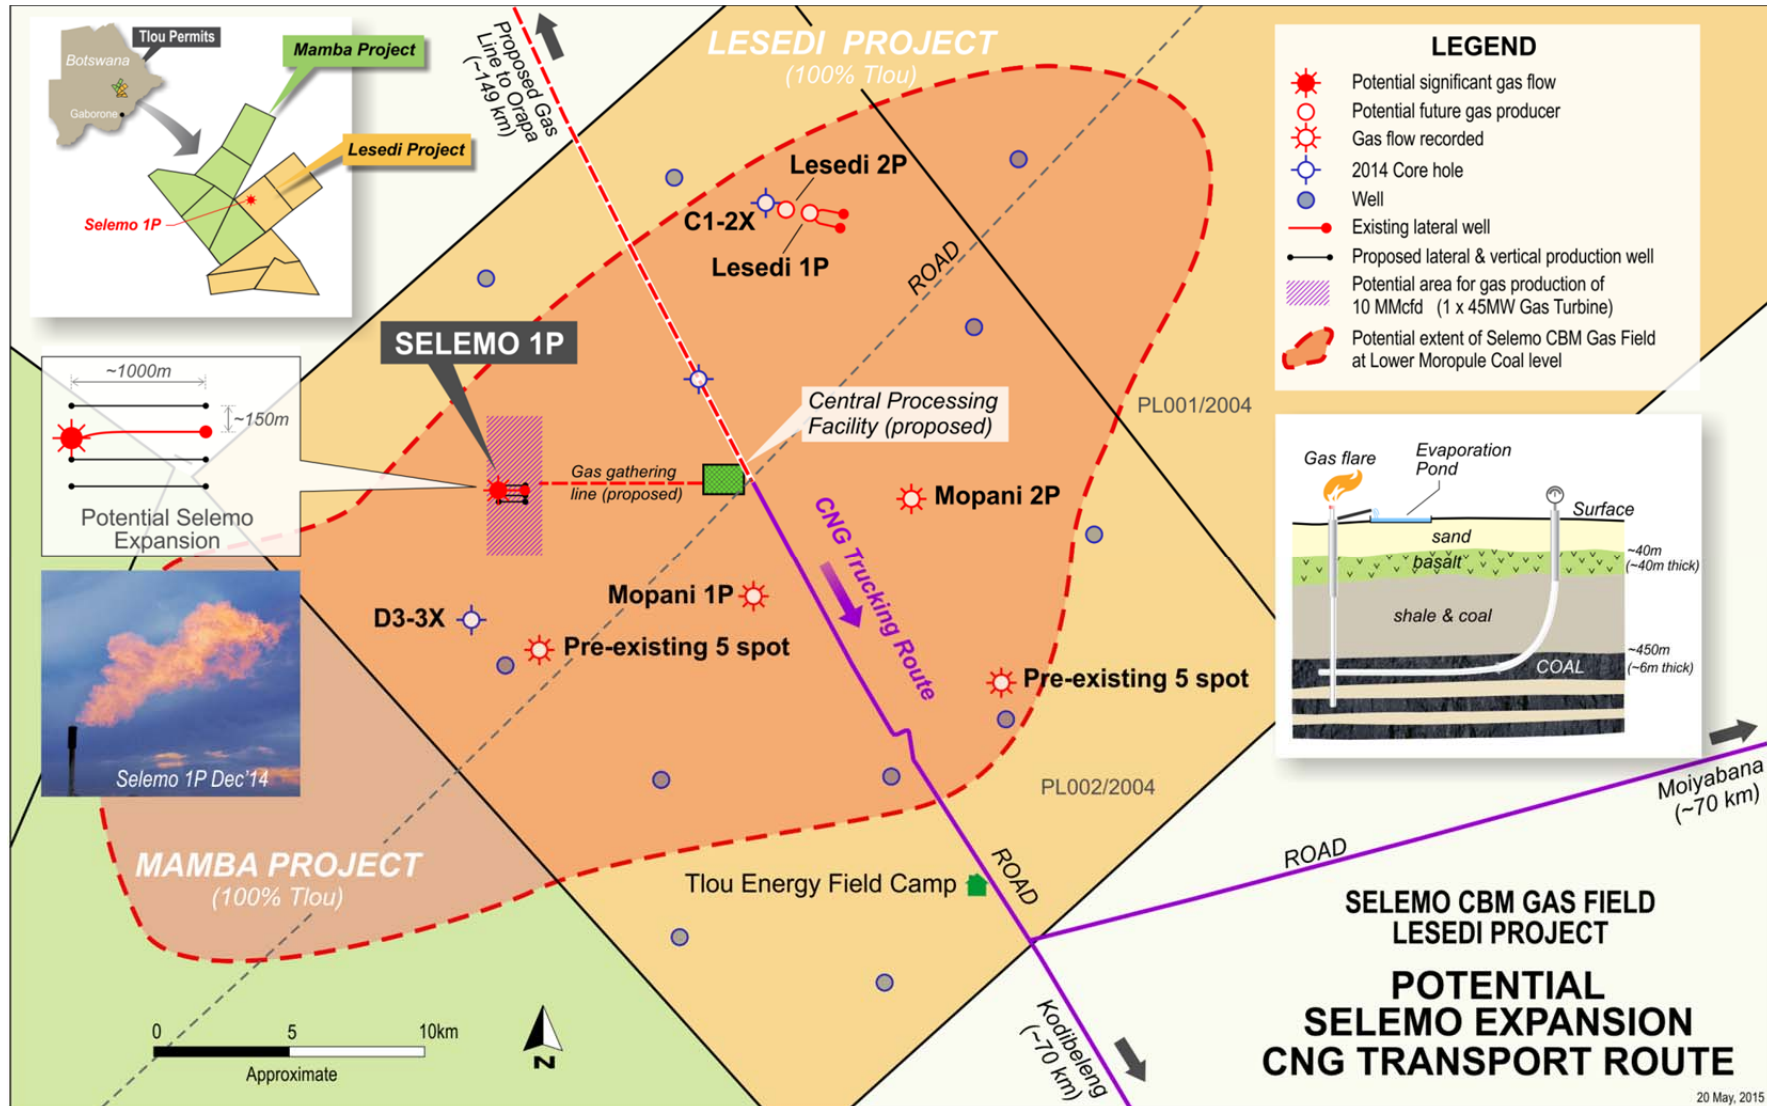 Tlou Permits
Botswana
Gaborone
Mamba Project
Lesedi Project
Selemo 1P
Proposed Gas
Line to Orapa
(~149 km)
LESEDI PROJECT
(100% Tlou)
LEGEND
Potential significant gas flow
Potential future gas producer
Gas flow recorded
2014 Core hole
Well
Existing lateral well
Proposed lateral & vertical production well
Potential area for gas production of
10 MMcfd (1 x 45MW Gas Turbine)
Potential extent of Selemo CBM Gas Field
at Lower Moropule Coal level
Lesedi 2P
C1-2X
Lesedi 1P
ROAD
SELEMO 1P
~1000m
~150m
Potential Selemo
Expansion
Central Processing
Facility (proposed)
PL001/2004
Gas gathering
line (proposed)
Mopani 2P
CNG Trucking Route
Mopani 1P
D3-3X
Pre-existing 5 spot
Pre-existing 5 spot
Gas flare
Evaporation
Pond
Surface
sand
basalt
~40m
(~40m thick)
shale & coal
~450m
(~6m thick)
COAL
Selemo 1P Dec'14
PL002/2004
Moiyabana
(~70 km)
MAMBA PROJECT
(100% Tlou)
Tlou Energy Field Camp
ROAD
ROAD
Kodibeleng
(~70 km)
0 5 10km
Approximate
N
SELEMO CBM GAS FIELD
LESEDI PROJECT
POTENTIAL
SELEMO EXPANSION
CNG TRANSPORT ROUTE
20 May, 2015